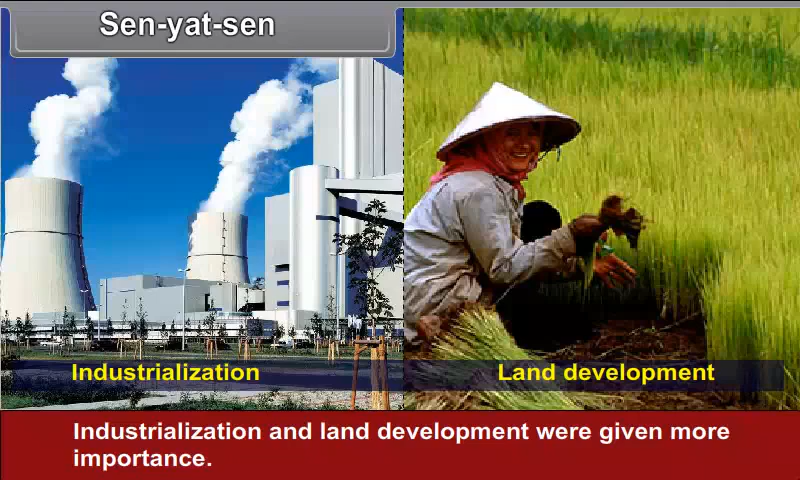 Sen-yat-sen
Industrialization
Land development
Industrialization and land development were given more
importance.